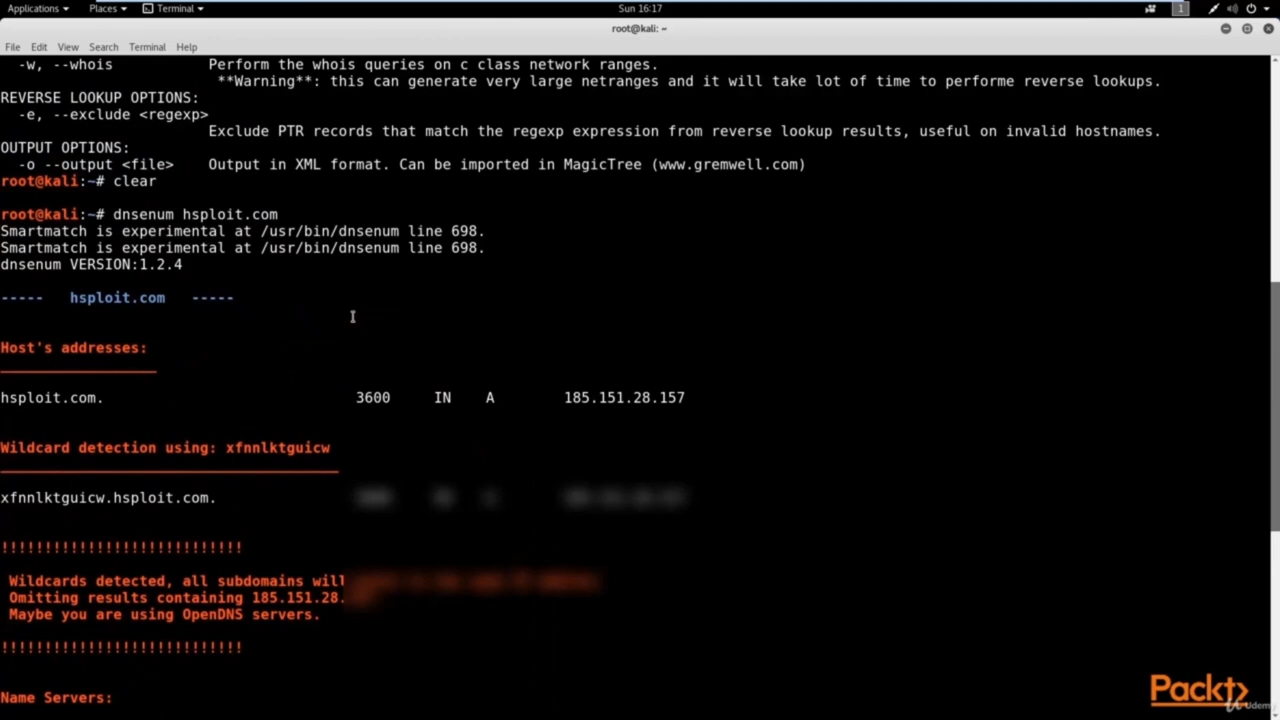 Applications Places Terminal Sun 16:17 1
root@kali: ~
File Edit View Search Terminal Help
-w, --whois Perform the whois queries on c class network ranges.
**Warning**: this can generate very large netranges and it will take lot of time to performe reverse lookups.
REVERSE LOOKUP OPTIONS:
-e, --exclude <regexp>
Exclude PTR records that match the regexp expression from reverse lookup results, useful on invalid hostnames.
OUTPUT OPTIONS:
-o --output <file> Output in XML format. Can be imported in MagicTree (www.gremwell.com)
root@kali:~# clear
root@kali:~# dnsenum hsploit.com
Smartmatch is experimental at /usr/bin/dnsenum line 698.
Smartmatch is experimental at /usr/bin/dnsenum line 698.
dnsenum VERSION:1.2.4
----- hsploit.com -----
Host's addresses:
hsploit.com. 3600 IN A 185.151.28.157
Wildcard detection using: xfnnlktguicw
xfnnlktguicw.hsploit.com.
!!!!!!!!!!!!!!!!!!!!!!!!!!!!
Wildcards detected, all subdomains will
Omitting results containing 185.151.28.
Maybe you are using OpenDNS servers.
!!!!!!!!!!!!!!!!!!!!!!!!!!!!
Name Servers:
Packt>
Udemy